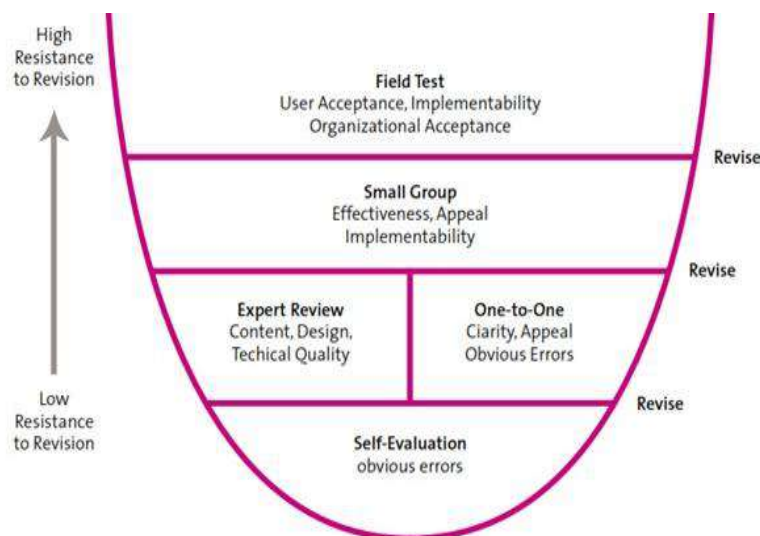 High
Resistance
to Revision
Field Test
User Acceptance, Implementability
Organizational Acceptance
Revise
Small Group
Effectiveness, Appeal
Implementability
Revise
Expert Review
Content, Design,
Techical Quality
One-to-One
Ciarity, Appeal
Obvious Errors
Low
Resistance
to Revision
Revise
Self-Evaluation
obvious errors